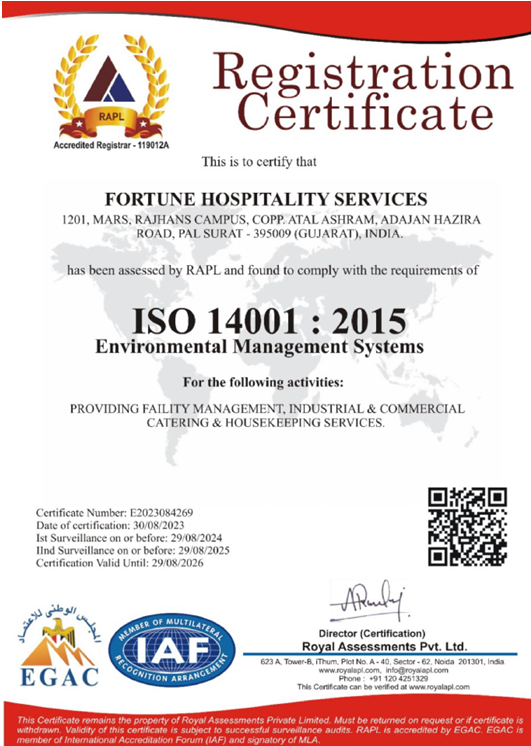 RAPL
Accredited Registrar - 119012A
Registration
Certificate
This is to certify that
FORTUNE HOSPITALITY SERVICES
1201, MARS, RAJHANS CAMPUS, COPP. ATAL ASHRAM, ADAJAN HAZIRA
ROAD, PAL SURAT - 395009 (GUJARAT), INDIA.
has been assessed by RAPL and found to comply with the requirements of
ISO 14001 : 2015
Environmental Management Systems
For the following activities:
PROVIDING FAILITY MANAGEMENT, INDUSTRIAL & COMMERCIAL
CATERING & HOUSEKEEPING SERVICES.
Certificate Number: E2023084269
Date of certification: 30/08/2023
Ist Surveillance on or before: 29/08/2024
IInd Surveillance on or before: 29/08/2025
Certification Valid Until: 29/08/2026
المجلس الوطني للاعتماد
EGAC
MEMBER OF MULTILATERAL
IAF
RECOGNITION ARRANGEMENT
Director (Certification)
Royal Assessments Pvt. Ltd.
623 A, Tower-B, iThum, Plot No. A - 40, Sector - 62, Noida 201301, India.
www.royalapl.com, info@royalapl.com
Phone : +91 120 4251329
This Certificate can be verified at www.royalapl.com
This Certificate remains the property of Royal Assessments Private Limited. Must be returned on request or if certificate is
withdrawn. Validity of this certificate is subject to successful surveillance audits. RAPL is accredited by EGAC. EGAC is
member of International Accreditation Forum (IAF) and signatory of MLA.